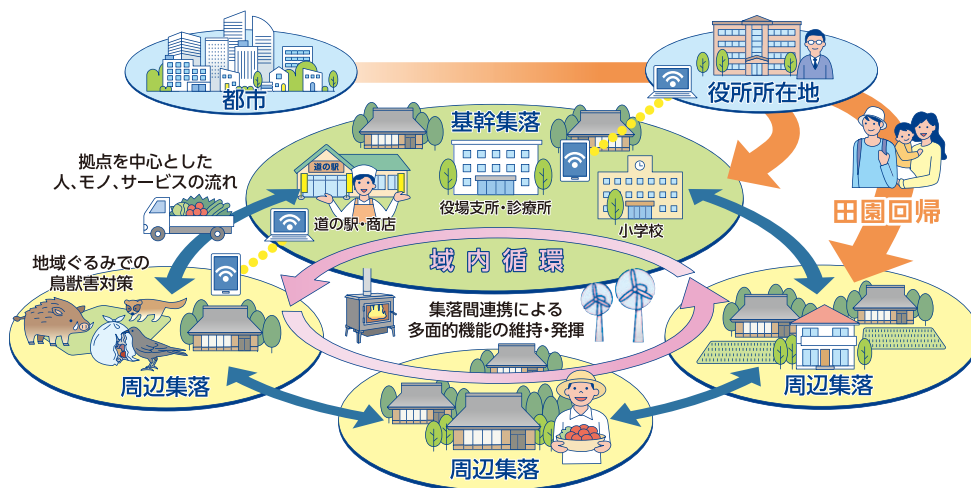 都市
役所所在地
基幹集落
拠点を中心とした
人、モノ、サービスの流れ
道の駅
道の駅・商店
役場支所・診療所
小学校
田園回帰
域内循環
地域ぐるみでの
鳥獣害対策
集落間連携による
多面的機能の維持・発揮
周辺集落
周辺集落
周辺集落